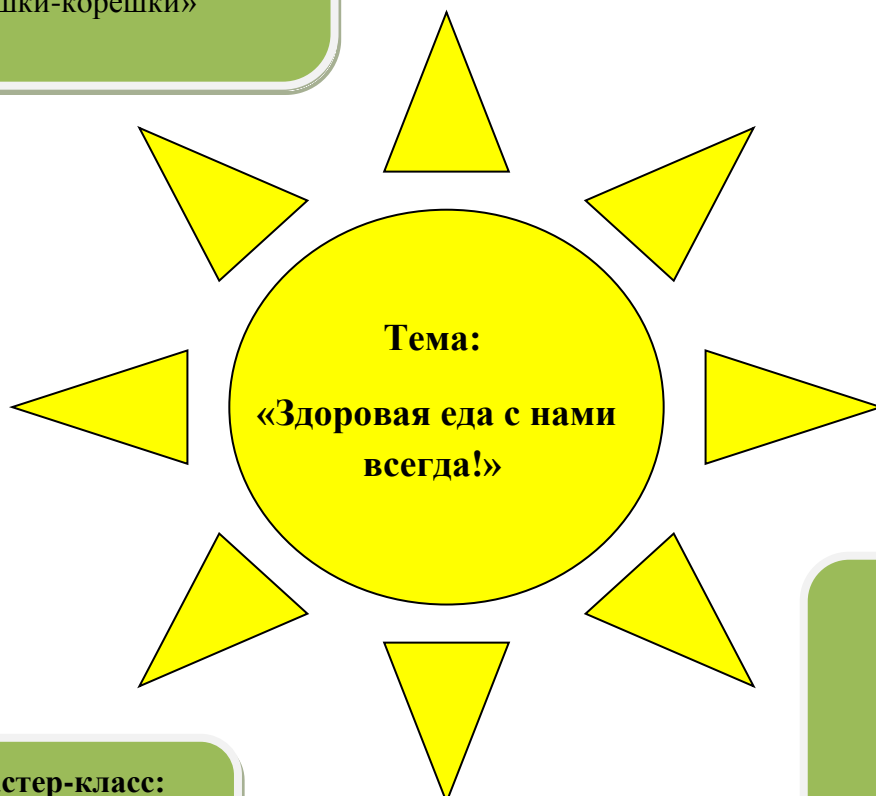 шки-корешки»
Тема:
«Здоровая еда с нами
всегда!»
стер-класс: